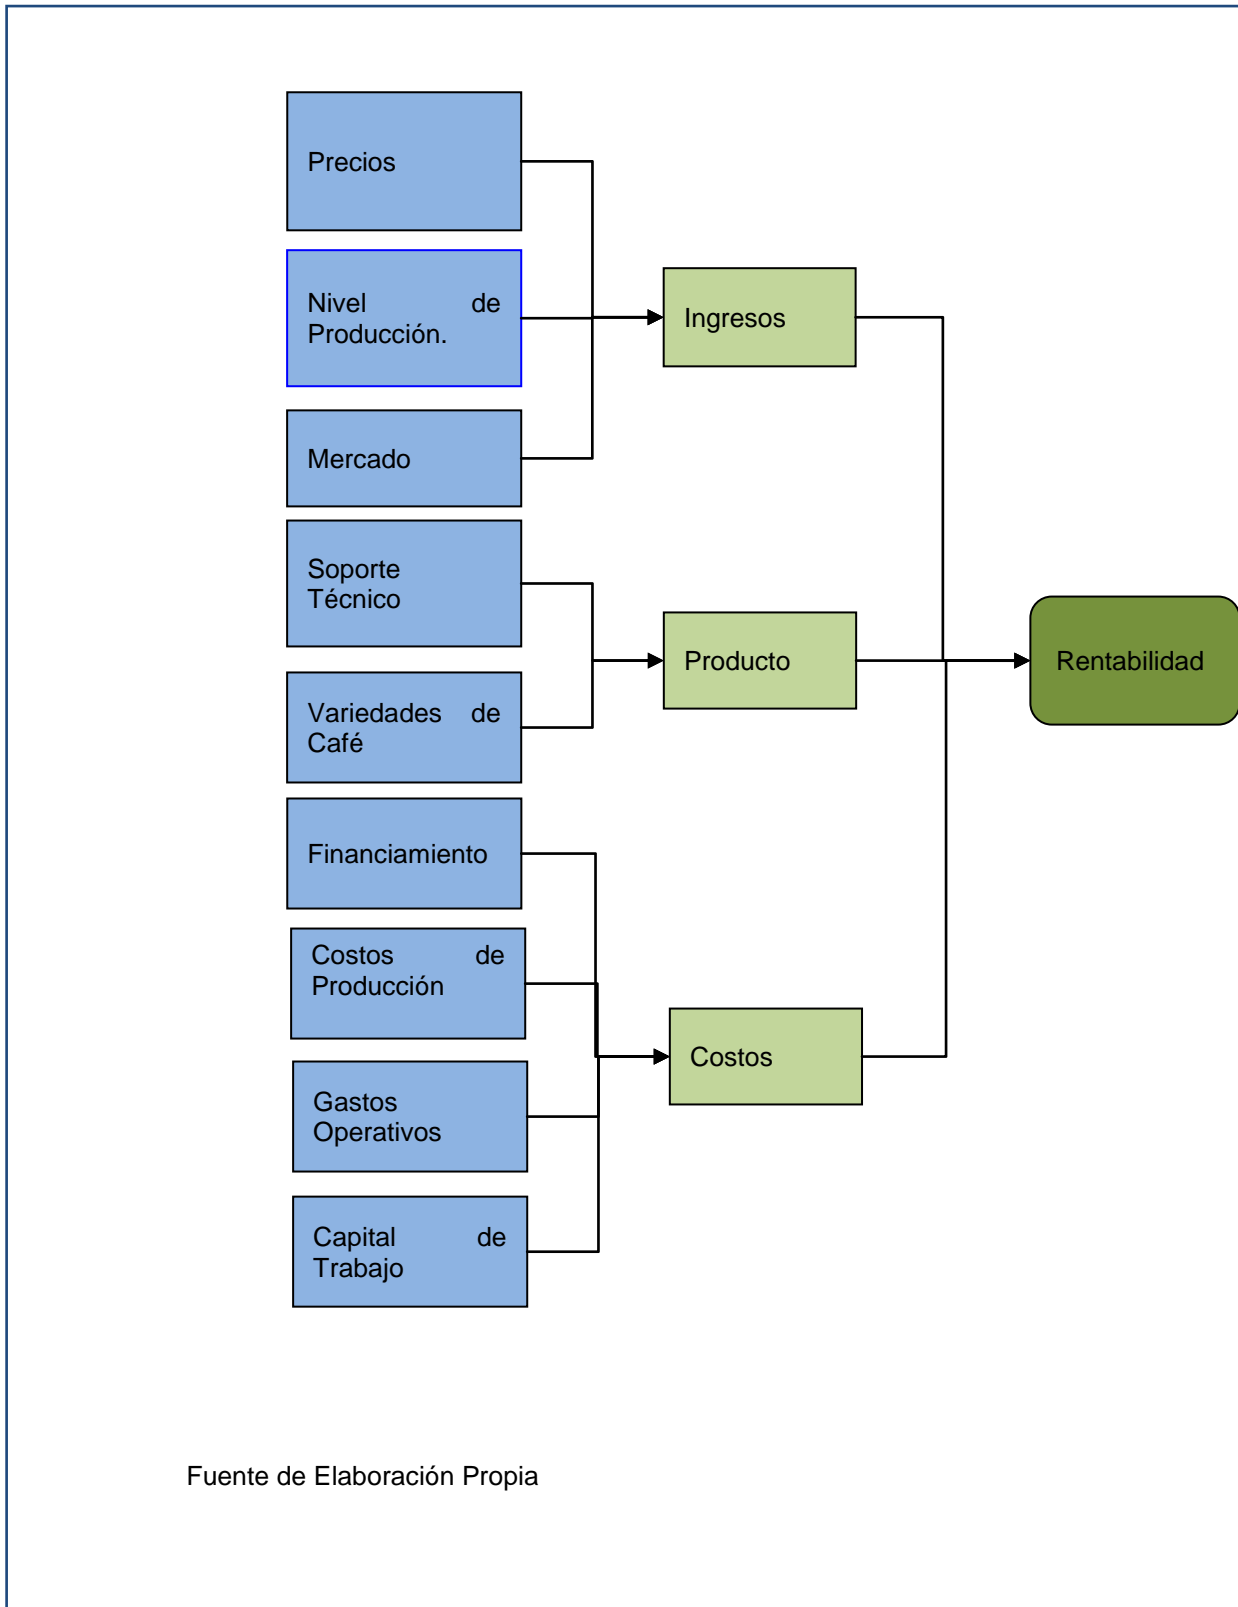 Precios
Nivel de
Producción.
Mercado
Soporte
Técnico
Variedades de
Café
Financiamiento
Costos de
Producción
Gastos
Operativos
Capital de
Trabajo
Ingresos
Producto
Costos
Rentabilidad
Fuente de Elaboración Propia